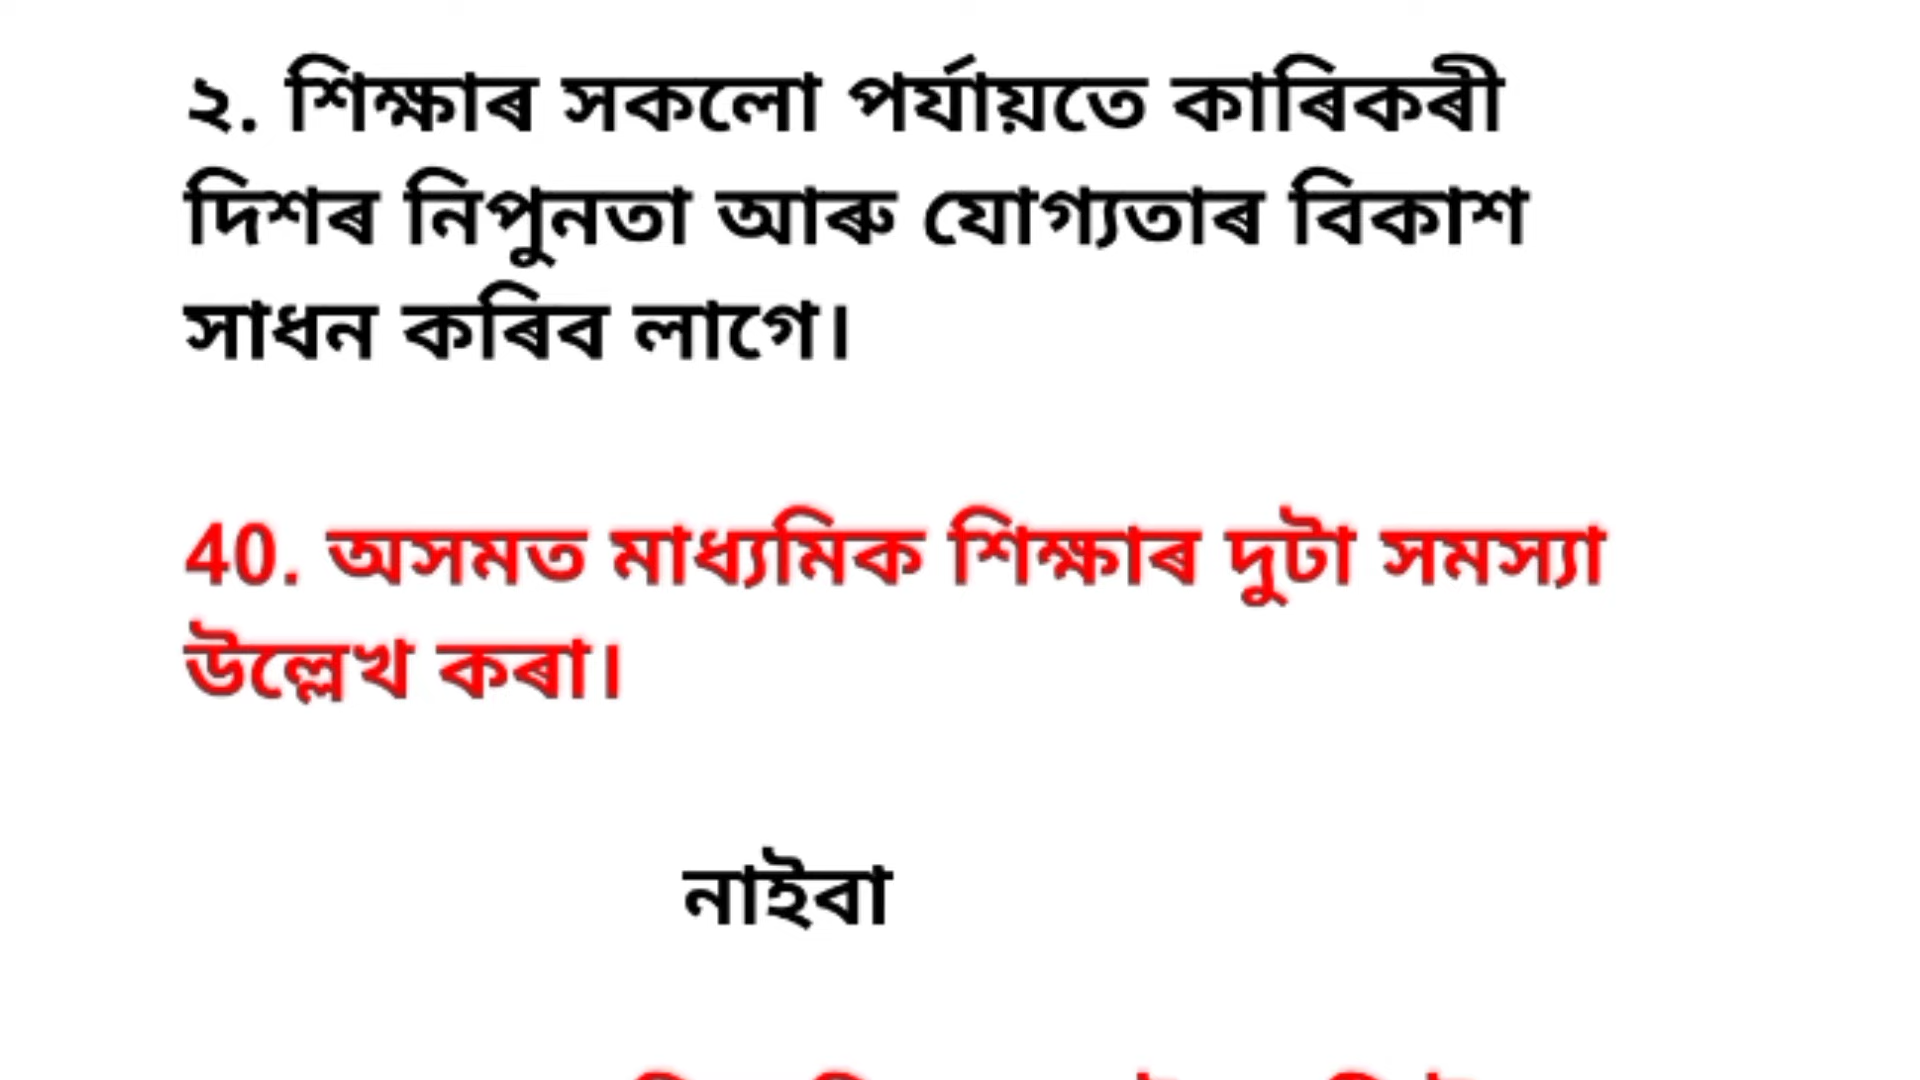 ২. শিক্ষাৰ সকলো পৰ্যায়তে কাৰিকৰী
দিশৰ নিপুনতা আৰু যোগ্যতাৰ বিকাশ
সাধন কৰিব লাগে।
40. অসমত মাধ্যমিক শিক্ষাৰ দুটা সমস্যা
উল্লেখ কৰা।
নাইবা